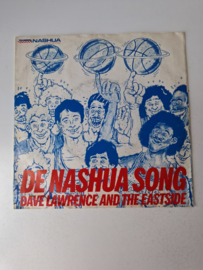 NASHUA
DE NASHUA SONG
DAVE LAWRENCE AND THE EASTSIDE